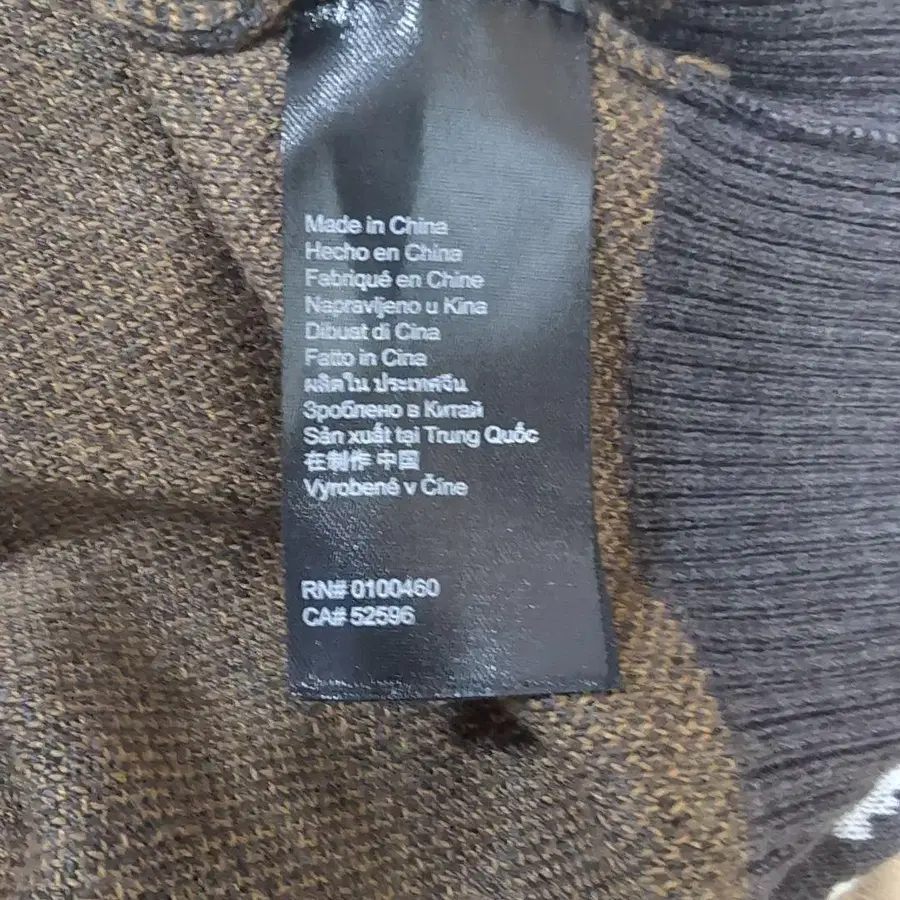 Made in China
Hecho en China
Fabriqué en Chine
Napravljeno u Kina
Dibuat di Cina
Fatto in Cina
ผลิตใน ประเทศจีน
Зроблено в Китай
Sản xuất tại Trung Quốc
在制作 中国
Vyrobené v Číne
RN# 0100460
CA# 52596